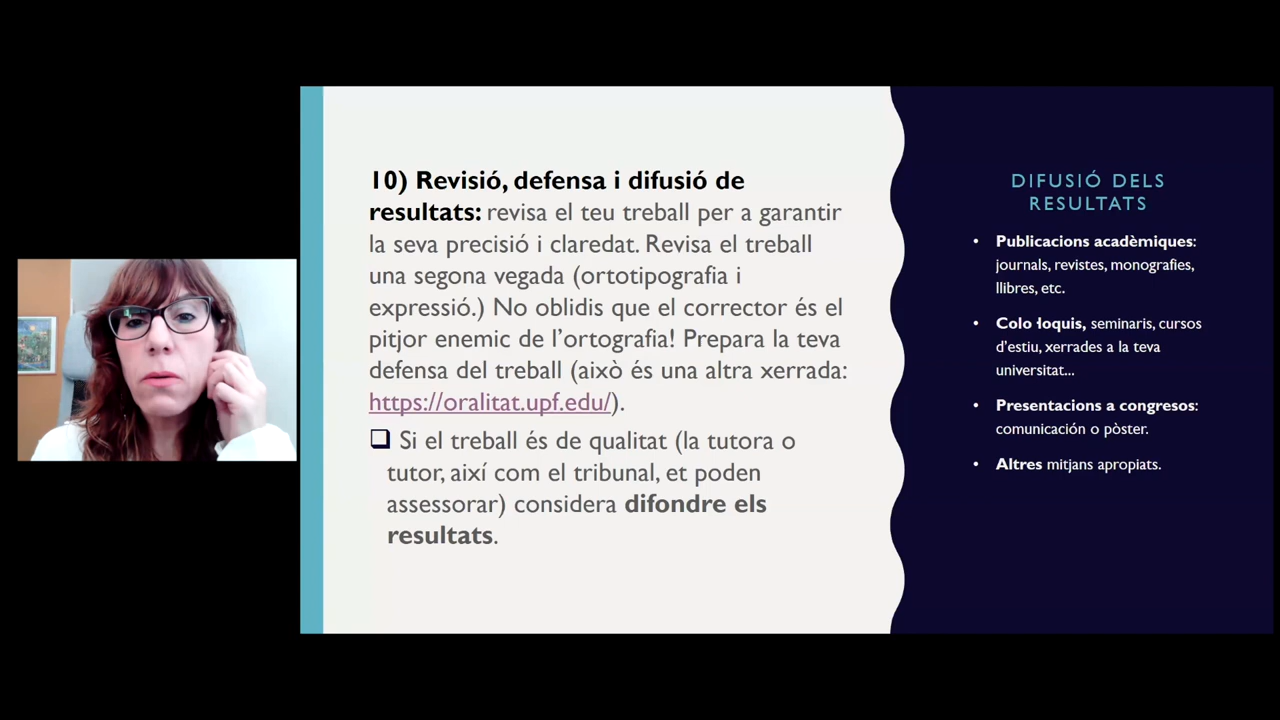 10) Revisió, defensa i difusió de
resultats: revisa el teu treball per a garantir
la seva precisió i claredat. Revisa el treball
una segona vegada (ortotipografia i
expressió.) No oblidis que el corrector és el
pitjor enemic de l'ortografia! Prepara la teva
defensa del treball (això és una altra xerrada:
https://oralitat.upf.edu/).
❑ Si el treball és de qualitat (la tutora o
tutor, així com el tribunal, et poden
assessorar) considera difondre els
resultats.
DIFUSIÓ DELS
RESULTATS
• Publicacions acadèmiques:
journals, revistes, monografies,
llibres, etc.
• Colo ŀoquis, seminaris, cursos
d'estiu, xerrades a la teva
universitat...
• Presentacions a congresos:
comunicación o pòster.
• Altres mitjans apropiats.